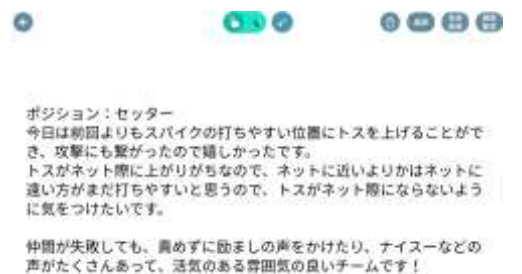 ポジション：セッター
今日は前回よりもスパイクの打ちやすい位置にトスを上げることがで
き、攻撃にも繋がったので嬉しかったです。
トスがネット際に上がりがちなので、ネットに近いよりかはネットに
遠い方がまだ打ちやすいと思うので、トスがネット際にならないよう
に気をつけたいです。
仲間が失敗しても、責めずに励ましの声をかけたり、ナイスーなどの
声がたくさんあって、活気のある雰囲気の良いチームです！